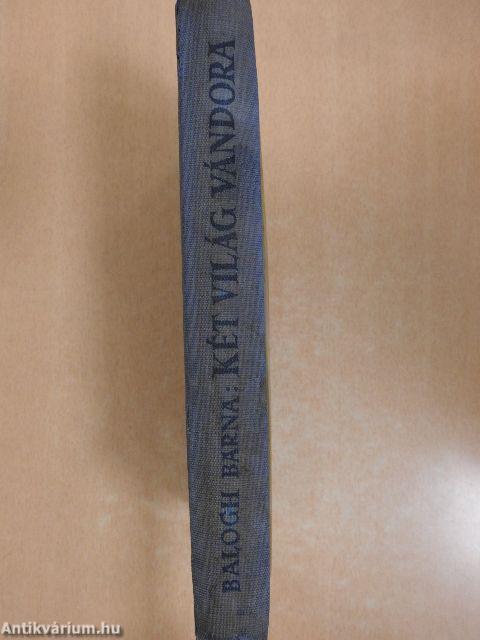 BALOGH BARNA: KÉT VILÁG VÁNDORA
Antikvárium.hu